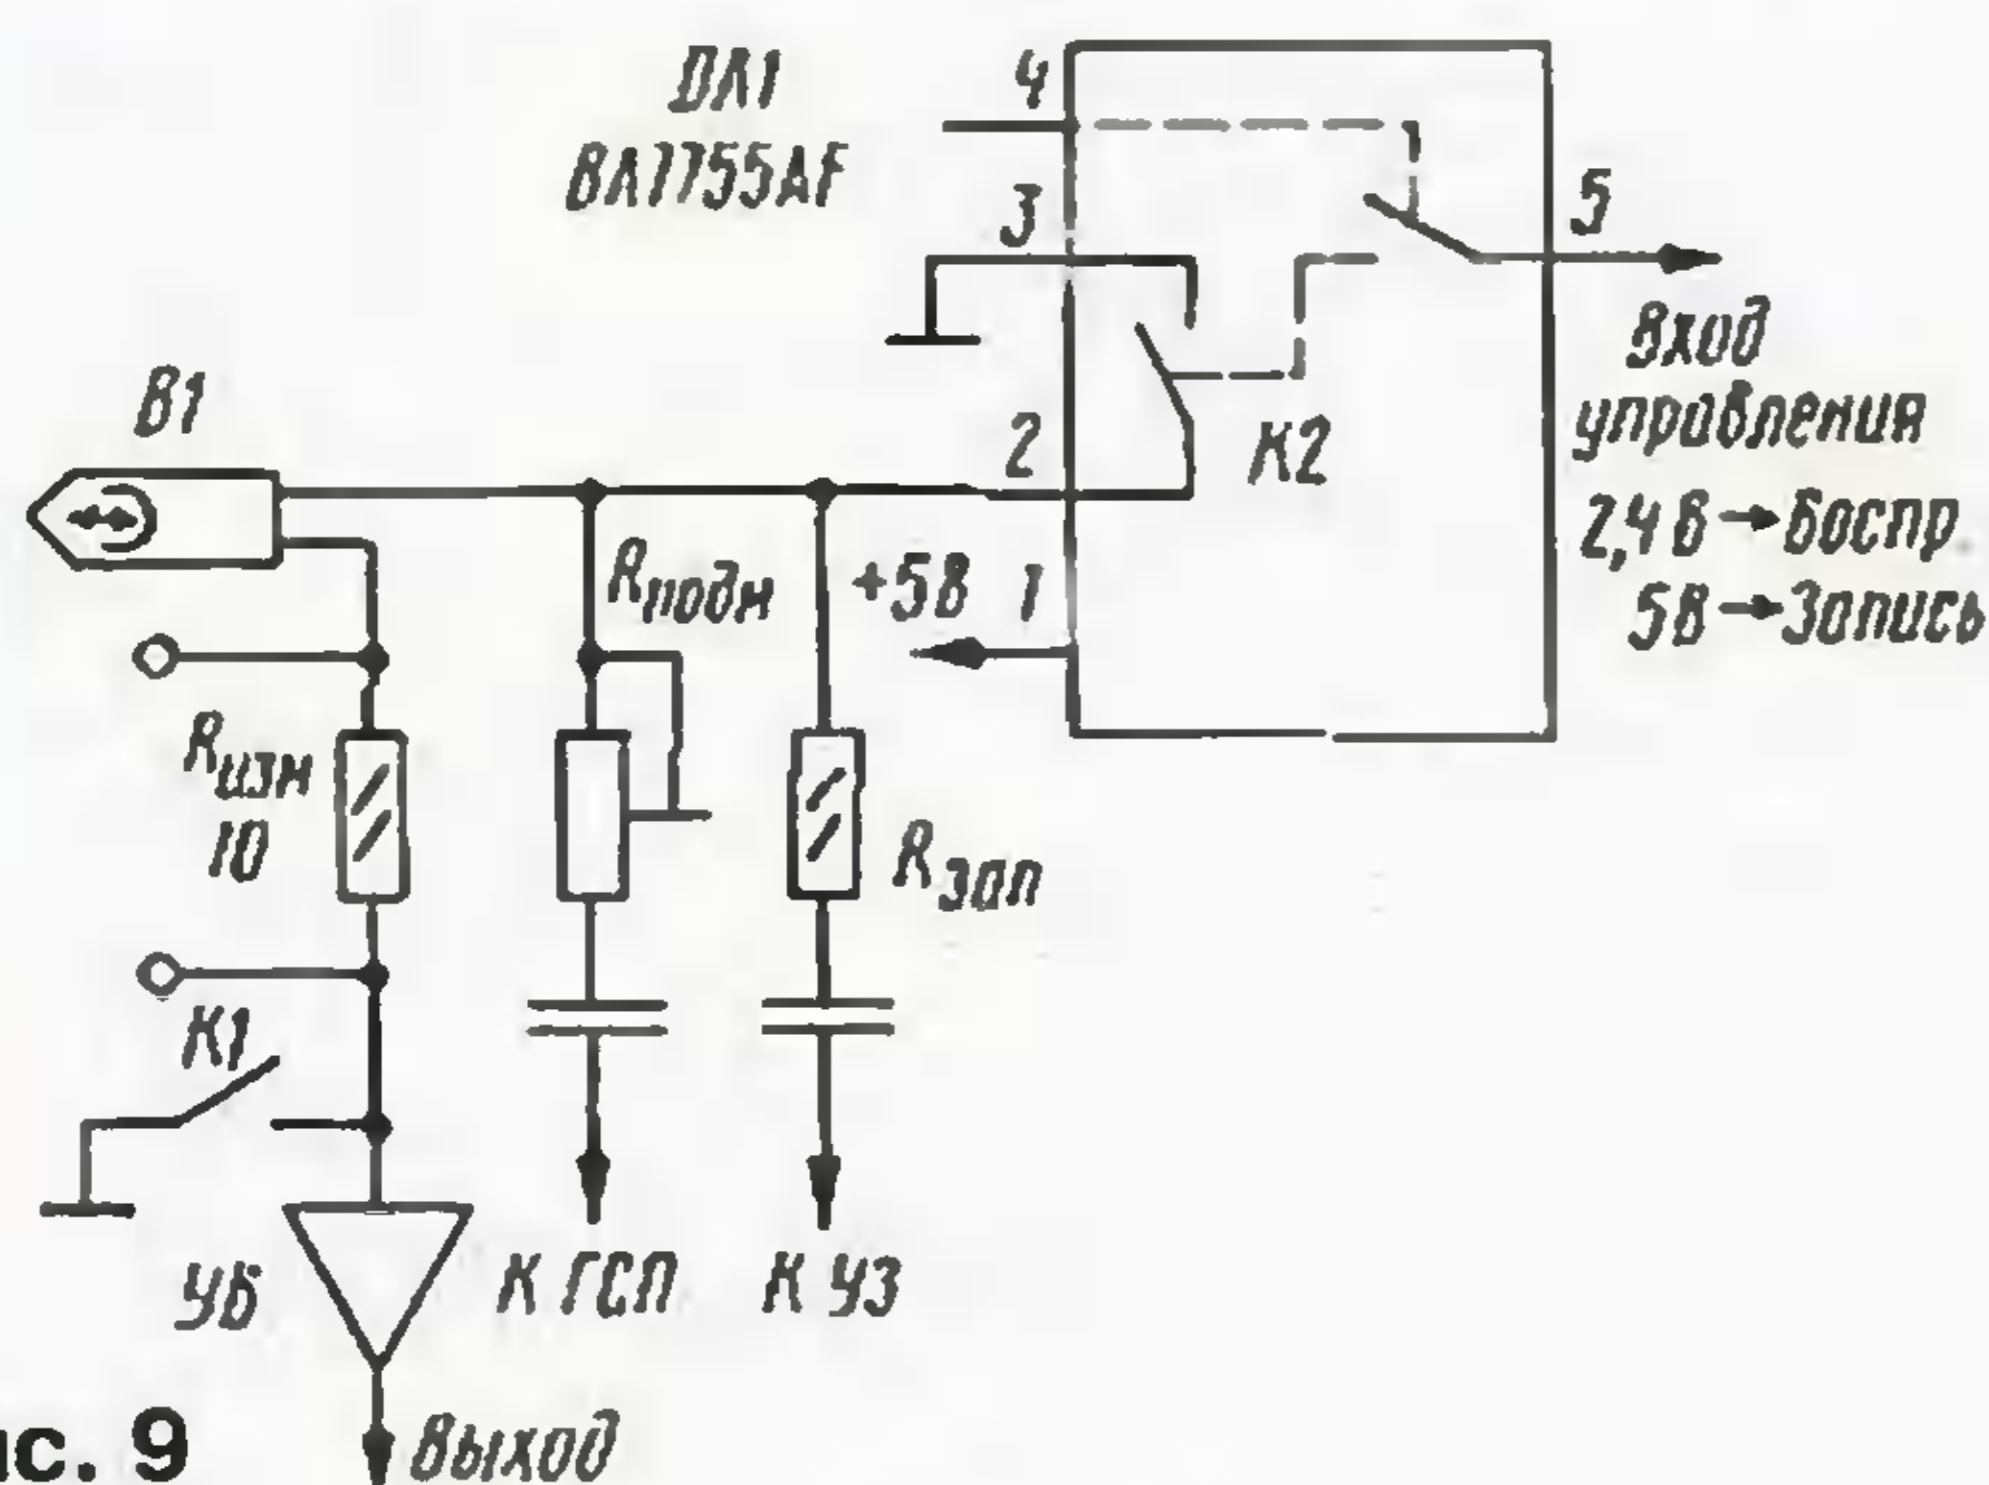 DA1
BA7755AF
4
3
2
1
5
K2
+5В
Вход
управления
2,4 В → Воспр.
5В → Запись
В1
Rподм
Rизм
10
Rзап
K1
УВ
К ГСП
К УЗ
Выход
ис. 9